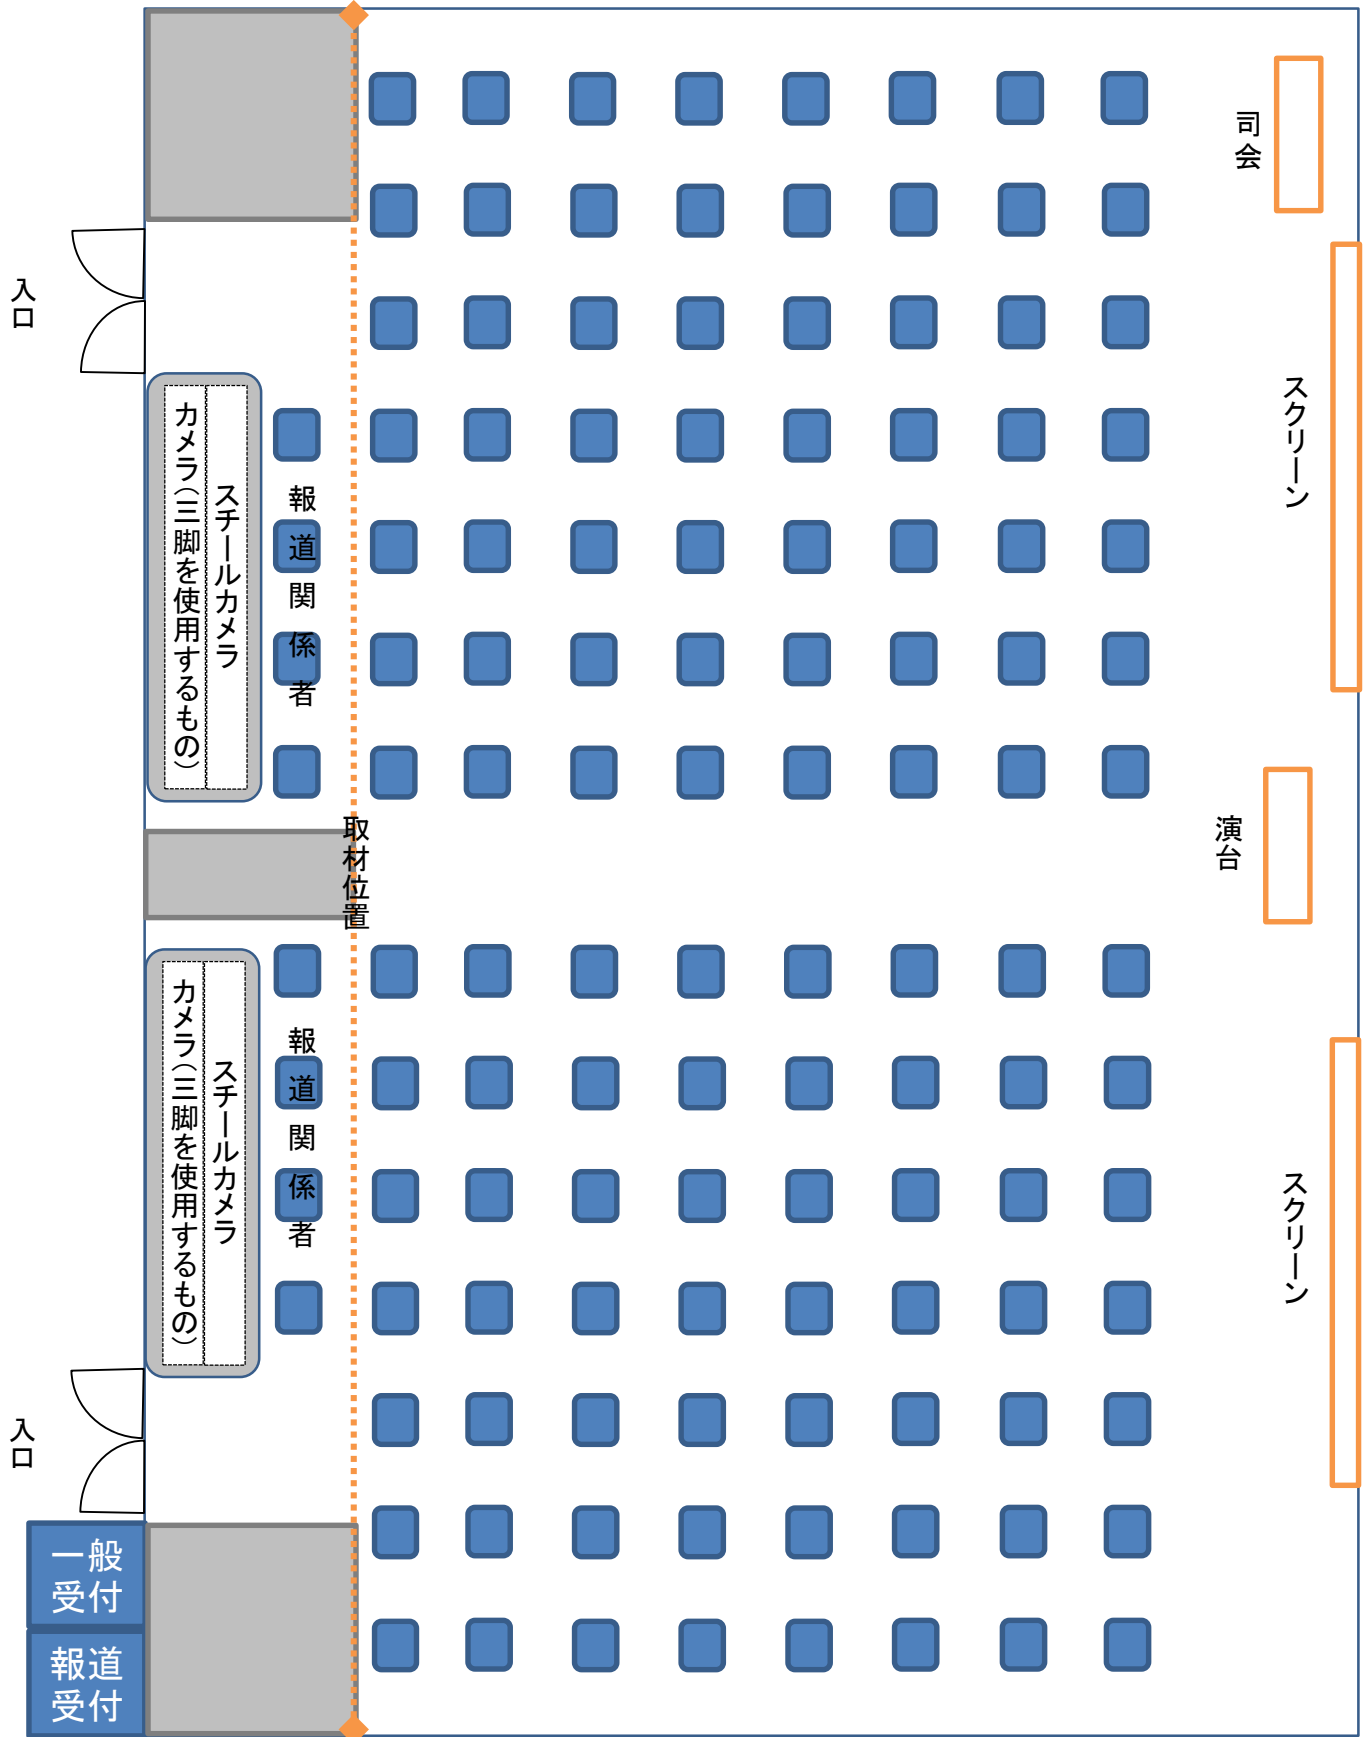 司会
入口
スクリーン
カメラ（三脚を使用するもの）
スチールカメラ
報道関係者
取材位置
演台
カメラ（三脚を使用するもの）
スチールカメラ
報道関係者
スクリーン
入口
一般
受付
報道
受付